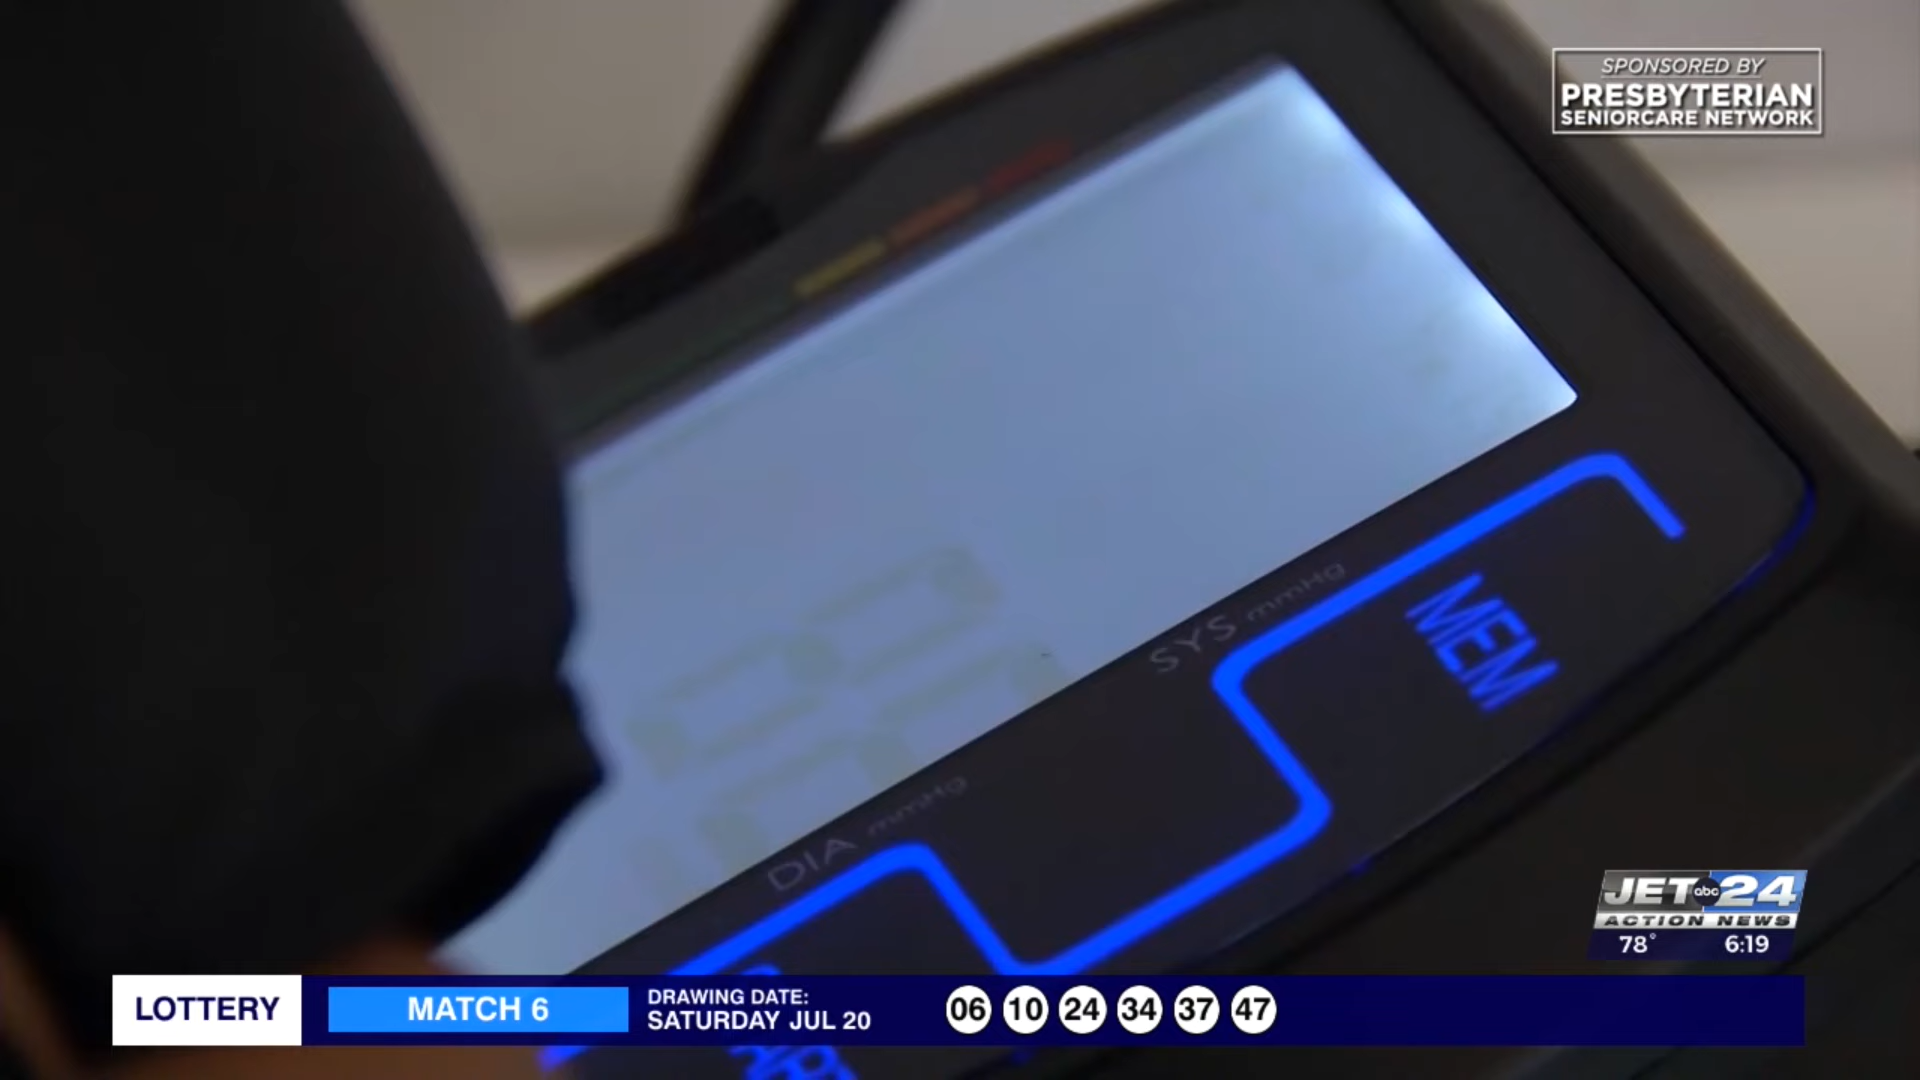 SPONSORED BY
PRESBYTERIAN
SENIORCARE NETWORK
SYS mmHg
MEM
DIA mmHg
JET abc 24
ACTION NEWS
78° 6:19
LOTTERY
MATCH 6
DRAWING DATE:
SATURDAY JUL 20
06 10 24 34 37 47